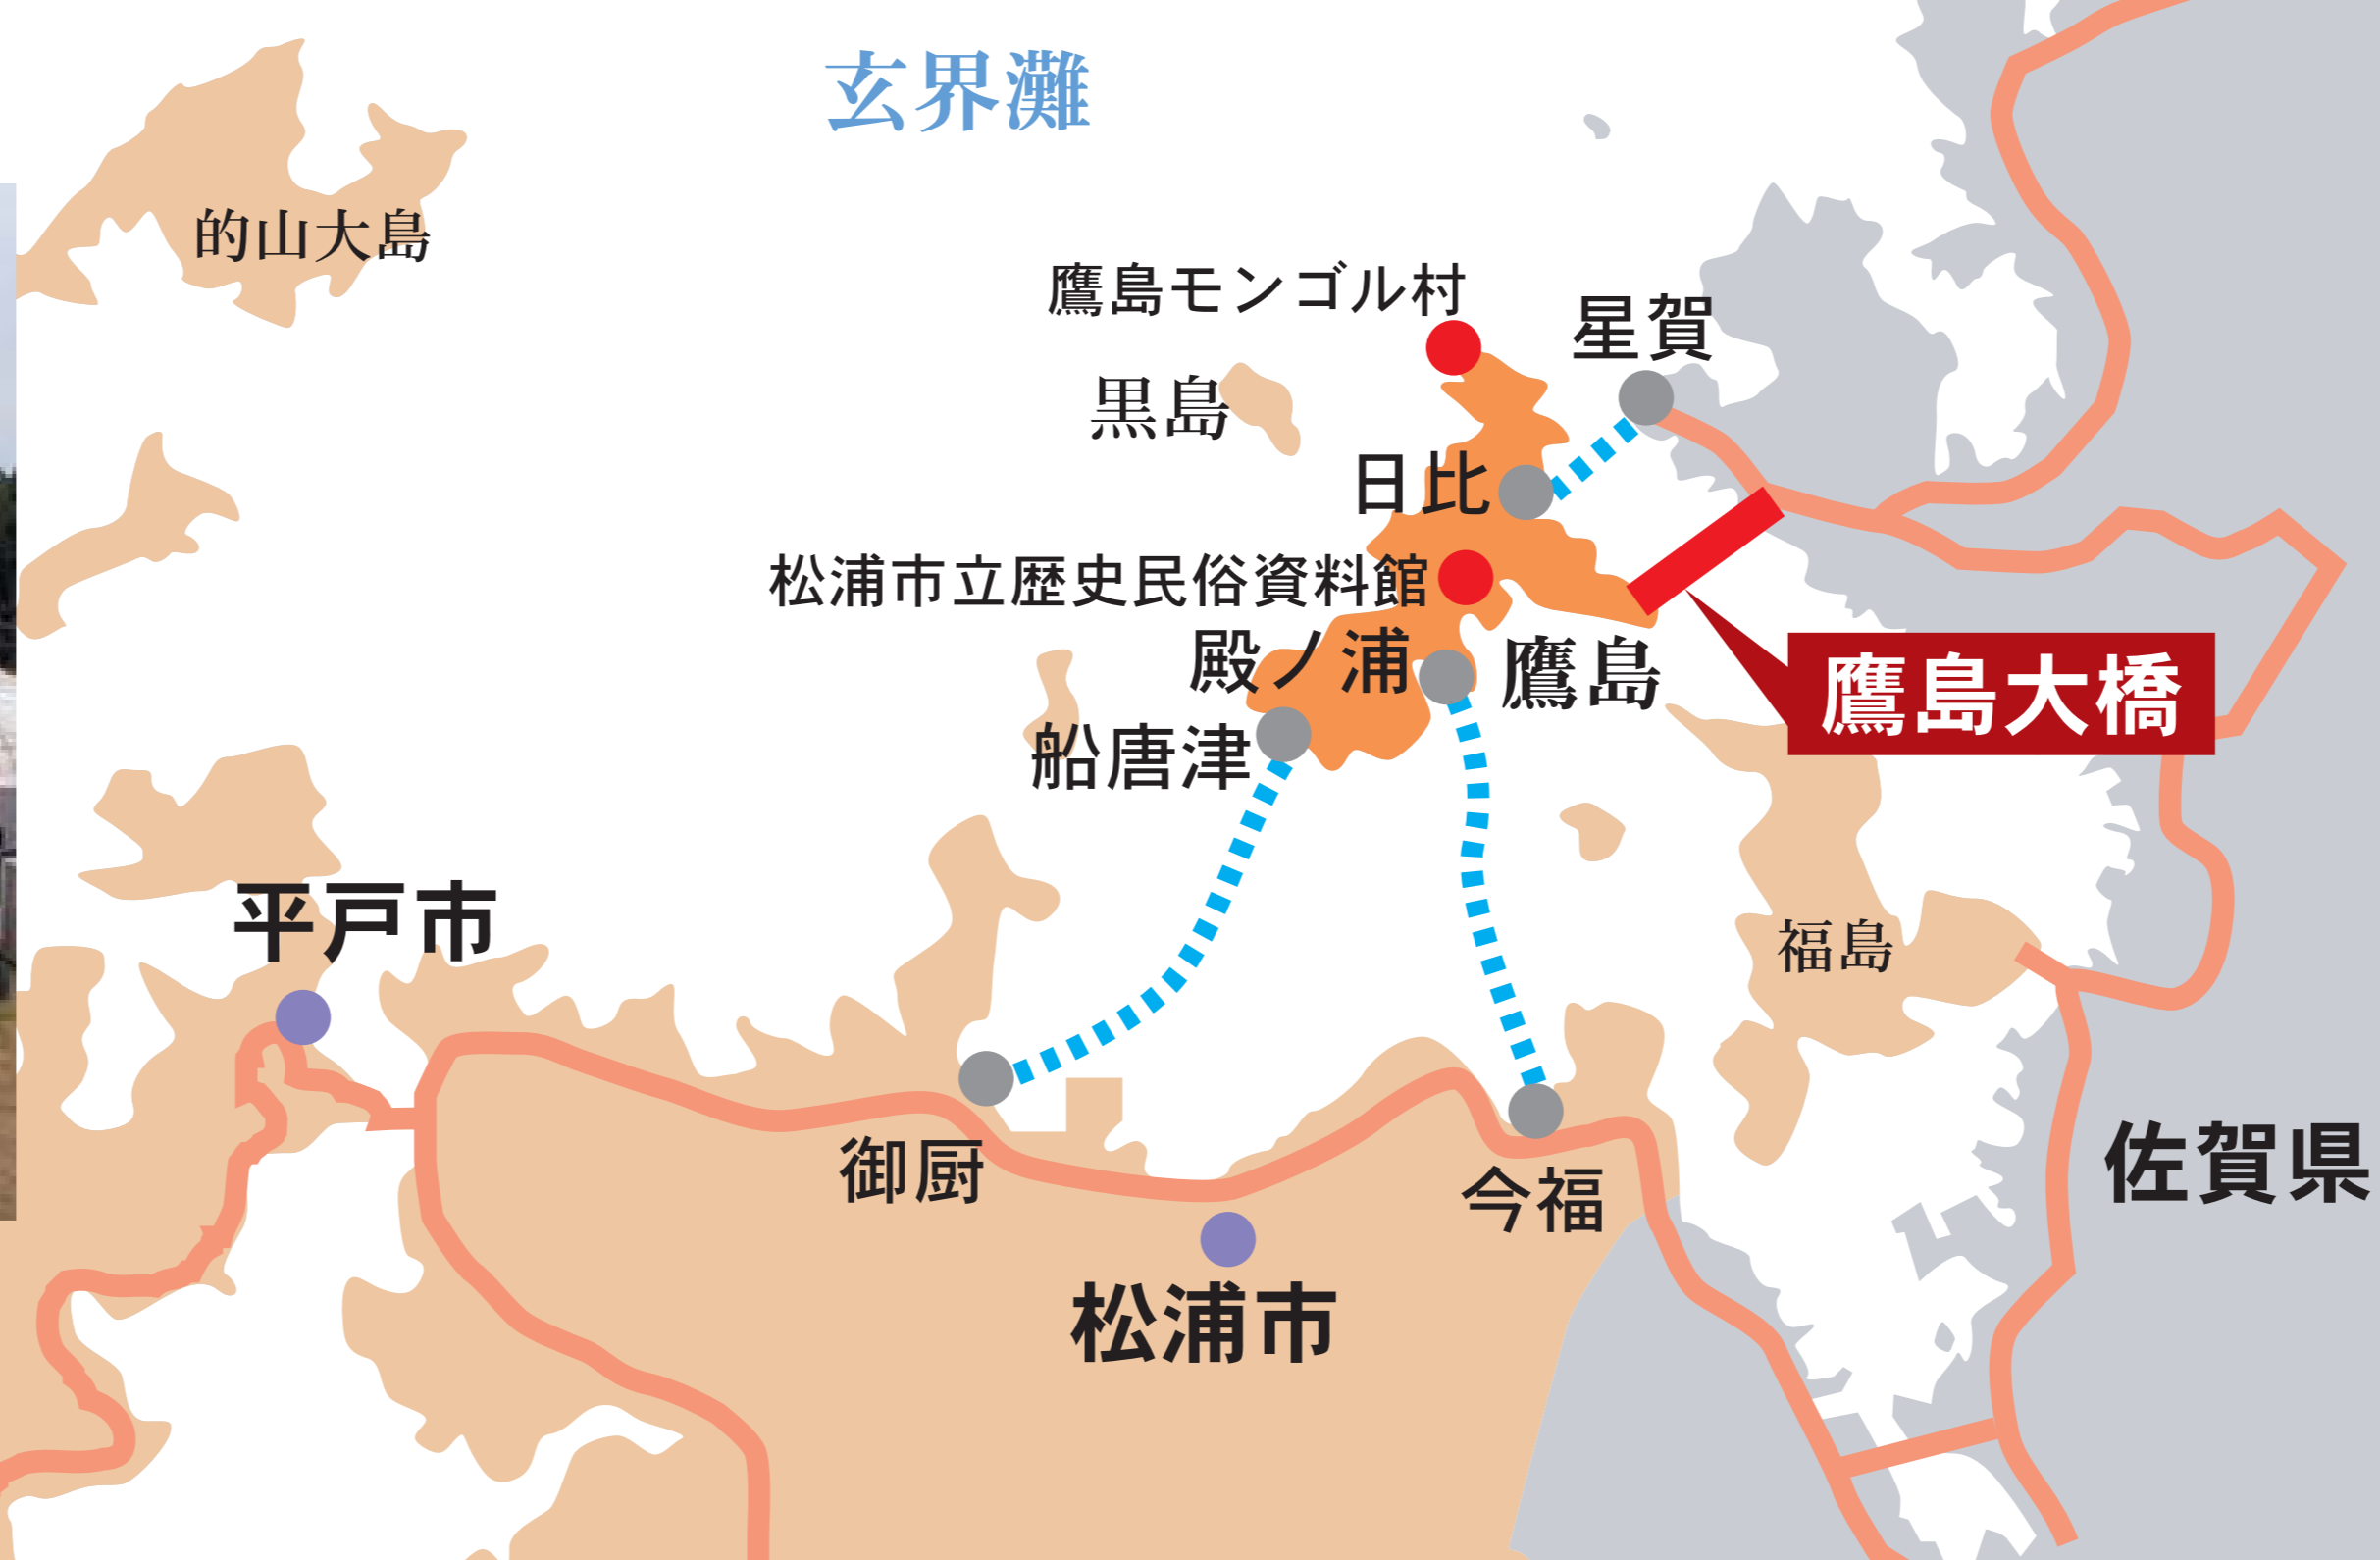 玄界灘
的山大島
鷹島モンゴル村
星賀
黒島
日比
松浦市立歴史民俗資料館
殿ノ浦
鷹島
鷹島大橋
船唐津
平戸市
福島
御厨
今福
佐賀県
松浦市